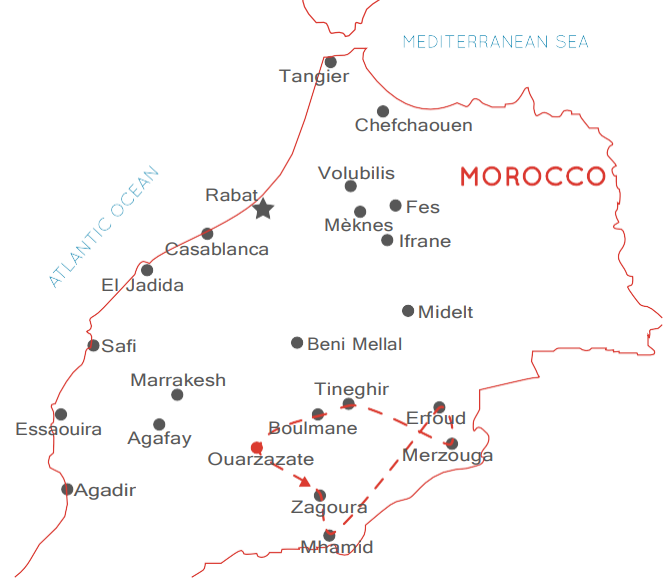 MEDITERRANEAN SEA
Tangier
Chefchaouen
ATLANTIC OCEAN
Volubilis
MOROCCO
Rabat
Fes
Mèknes
Casablanca
Ifrane
El Jadida
Midelt
Safi
Beni Mellal
Marrakesh
Tineghir
Erfoud
Essaouira
Agafay
Boulmane
Ouarzazate
Merzouga
Agadir
Zagoura
Mhamid